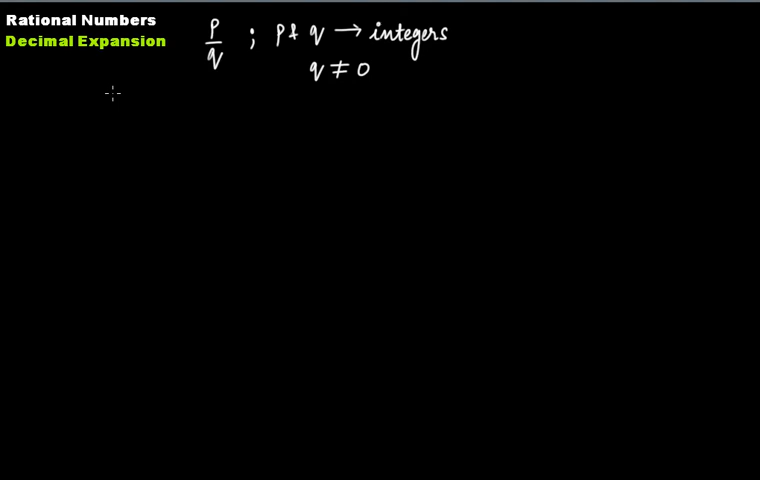 Rational Numbers
Decimal Expansion
p/q ; p & q → integers
q ≠ 0